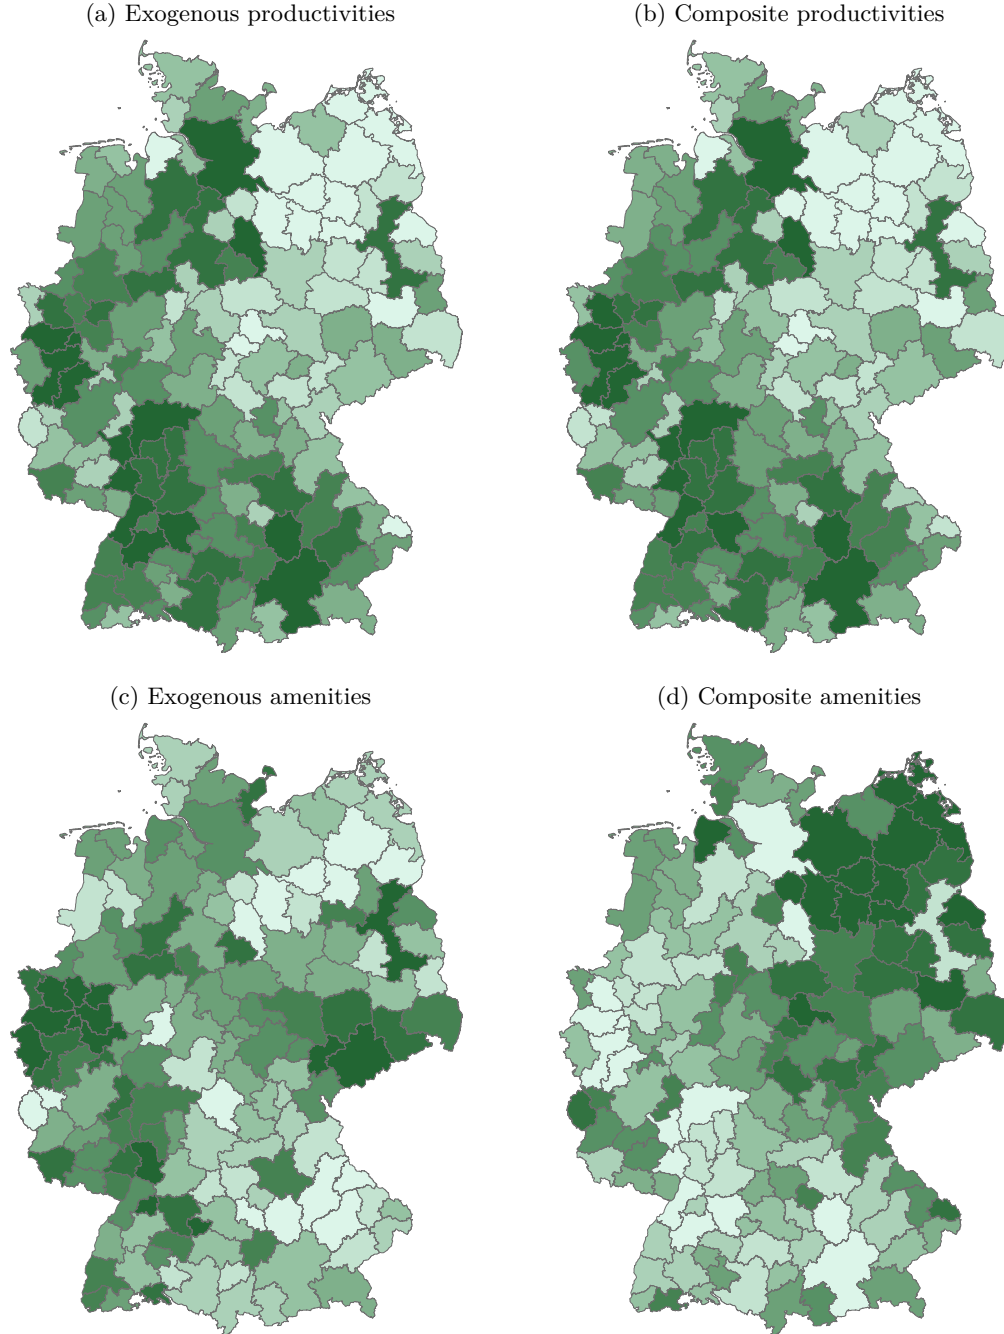 (a) Exogenous productivities
(b) Composite productivities
(c) Exogenous amenities
(d) Composite amenities